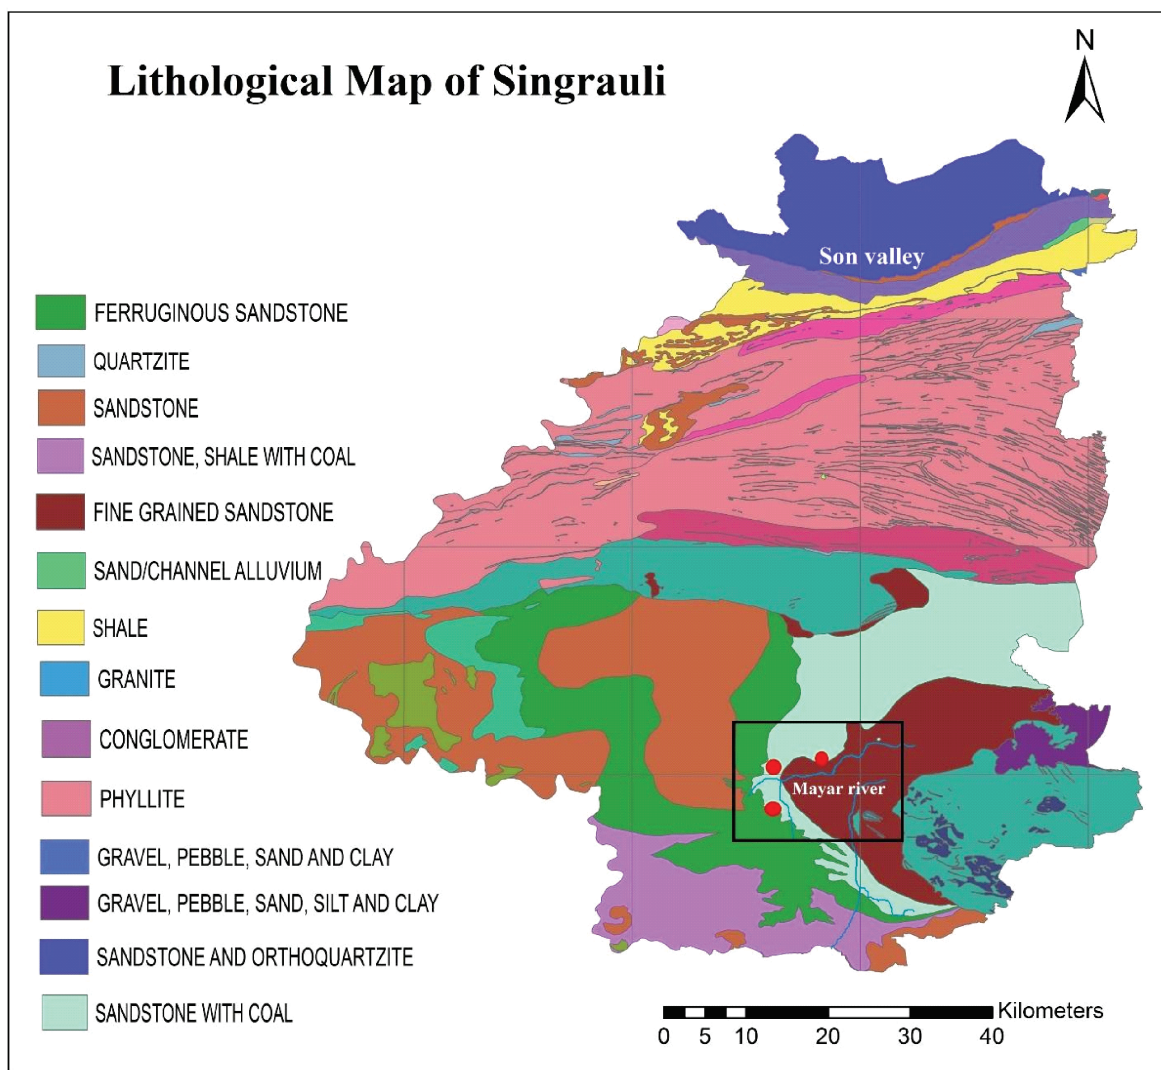 N
Lithological Map of Singrauli
Son valley
FERRUGINOUS SANDSTONE
QUARTZITE
SANDSTONE
SANDSTONE, SHALE WITH COAL
FINE GRAINED SANDSTONE
SAND/CHANNEL ALLUVIUM
SHALE
GRANITE
CONGLOMERATE
PHYLLITE
GRAVEL, PEBBLE, SAND AND CLAY
GRAVEL, PEBBLE, SAND, SILT AND CLAY
SANDSTONE AND ORTHOQUARTZITE
SANDSTONE WITH COAL
Mayar river
Kilometers
0 5 10 20 30 40